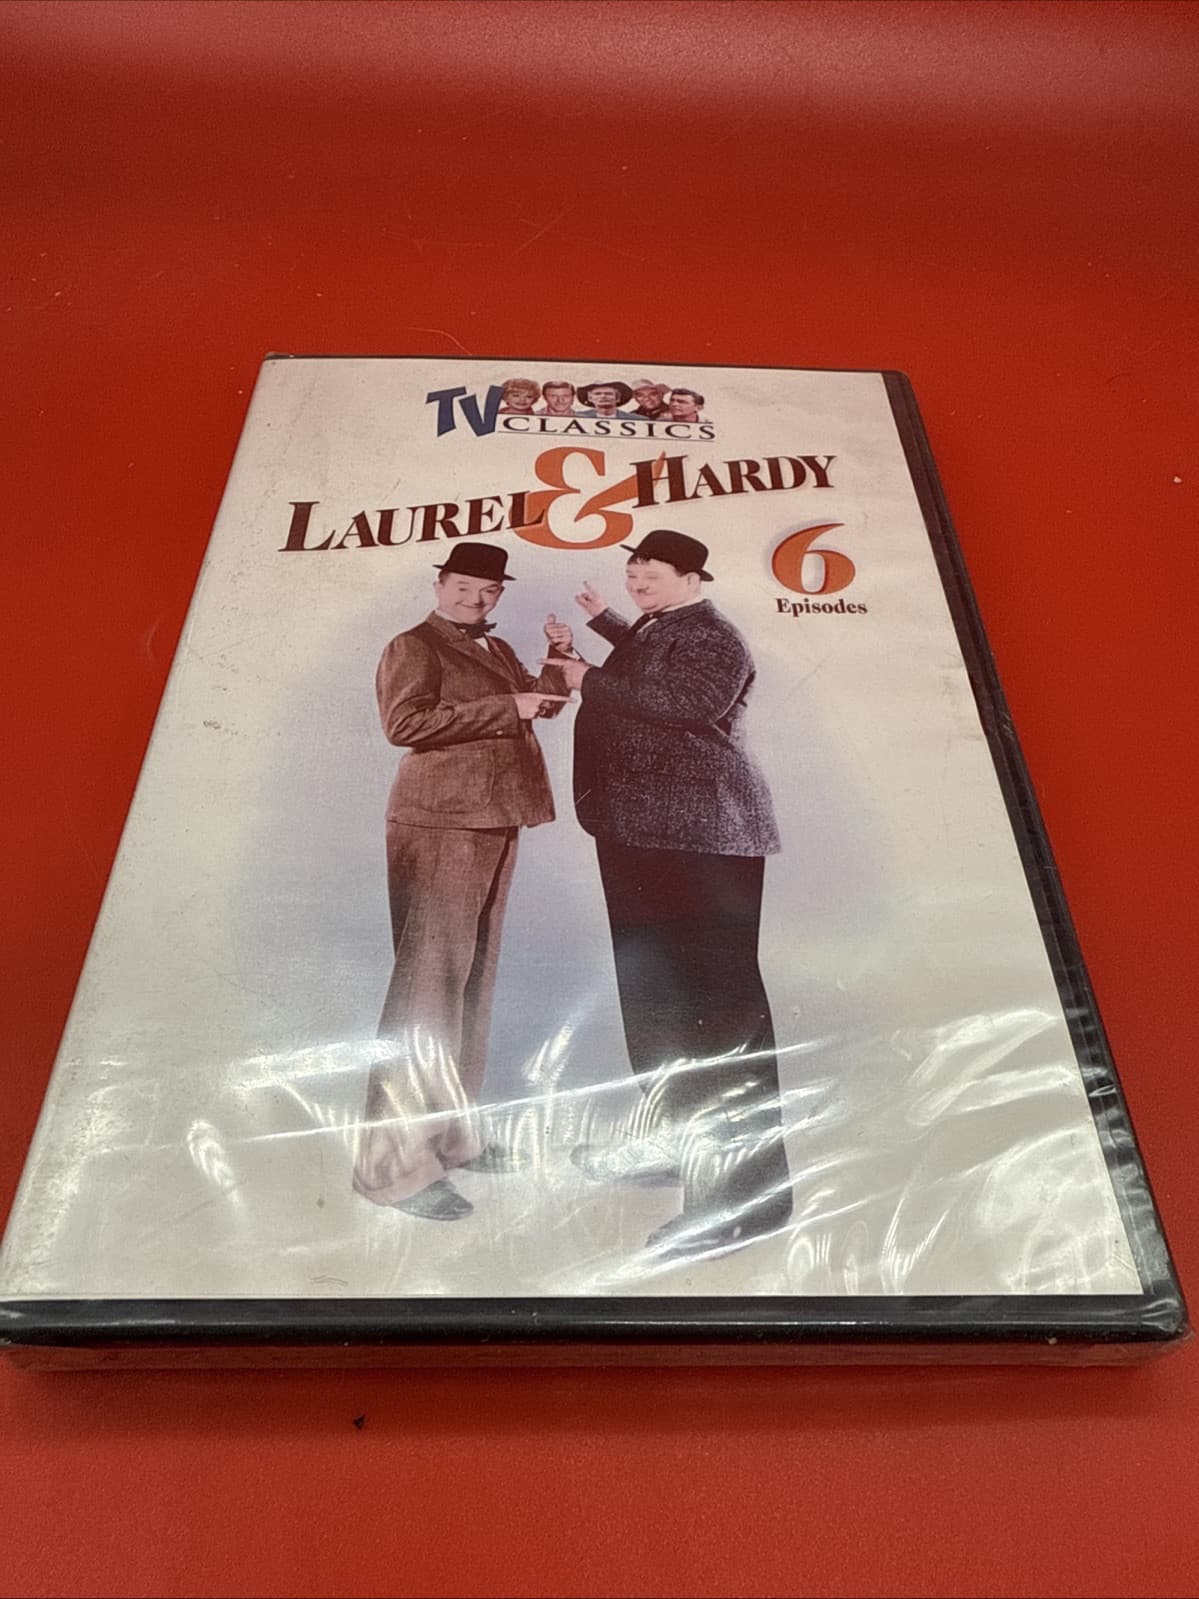 TV CLASSICS
LAUREL & HARDY
6
Episodes